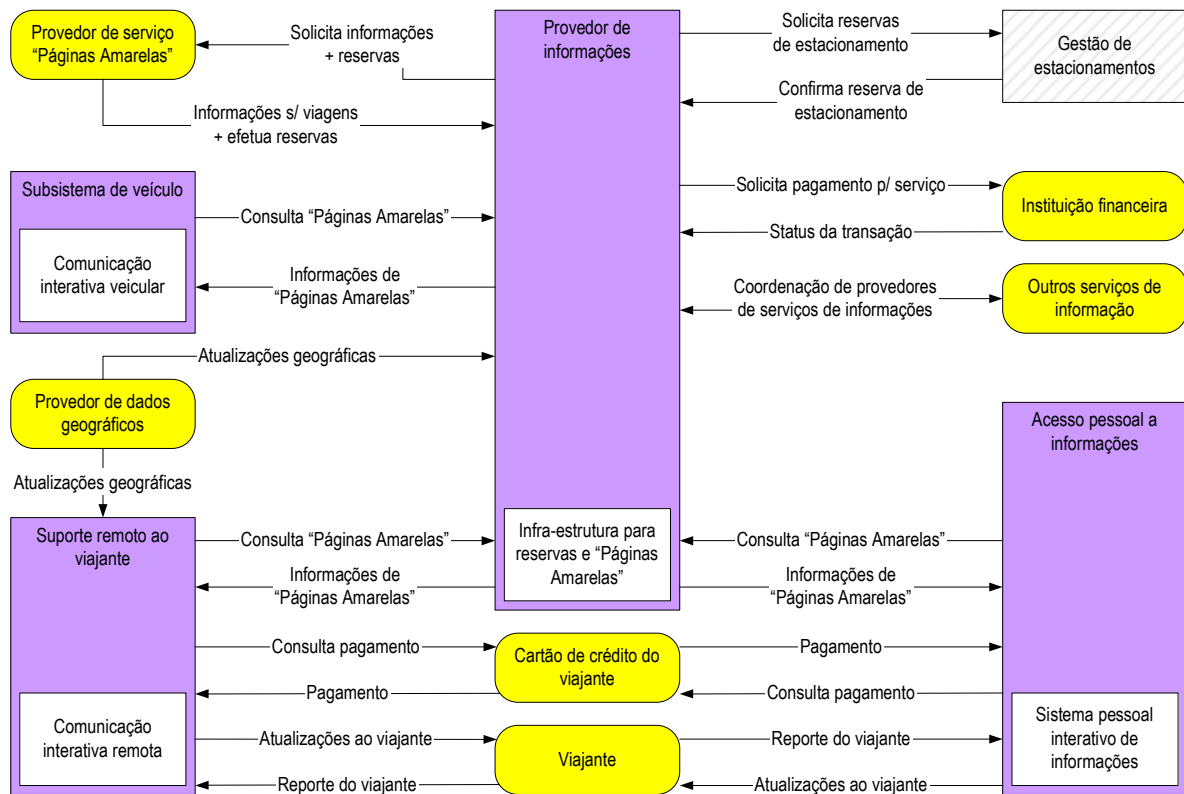 Provedor de serviço
“Páginas Amarelas”
Solicita informações
+ reservas
Provedor de
informações
Solicita reservas
de estacionamento
Gestão de
estacionamentos
Confirma reserva de
estacionamento
Informações s/ viagens
+ efetua reservas
Subsistema de veículo
Consulta “Páginas Amarelas”
Comunicação
interativa veicular
Informações de
“Páginas Amarelas”
Solicita pagamento p/ serviço
Instituição financeira
Status da transação
Coordenação de provedores
de serviços de informações
Outros serviços de
informação
Atualizações geográficas
Provedor de dados
geográficos
Atualizações geográficas
Acesso pessoal a
informações
Suporte remoto ao
viajante
Consulta “Páginas Amarelas”
Infra-estrutura para
reservas e “Páginas
Amarelas”
Consulta “Páginas Amarelas”
Informações de
“Páginas Amarelas”
Informações de
“Páginas Amarelas”
Consulta pagamento
Cartão de crédito do
viajante
Pagamento
Pagamento
Consulta pagamento
Comunicação
interativa remota
Atualizações ao viajante
Viajante
Reporte do viajante
Sistema pessoal
interativo de
informações
Reporte do viajante
Atualizações ao viajante